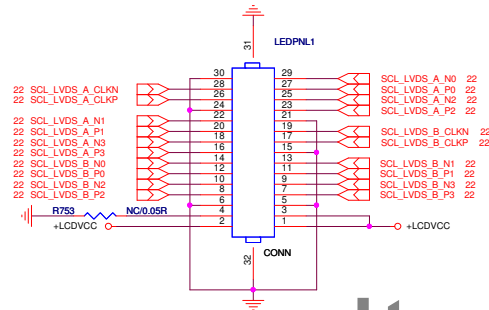 31
LEDPNL1
30 29
28 27 SCL_LVDS_A_N0 22
22 SCL_LVDS_A_CLKN 26 25 SCL_LVDS_A_P0 22
22 SCL_LVDS_A_CLKP 24 23 SCL_LVDS_A_N2 22
22 21 SCL_LVDS_A_P2 22
22 SCL_LVDS_A_N1 20 19
22 SCL_LVDS_A_P1 18 17 SCL_LVDS_B_CLKN 22
22 SCL_LVDS_A_N3 16 15 SCL_LVDS_B_CLKP 22
22 SCL_LVDS_A_P3 14 13
22 SCL_LVDS_B_N0 12 11 SCL_LVDS_B_N1 22
22 SCL_LVDS_B_P0 10 9 SCL_LVDS_B_P1 22
22 SCL_LVDS_B_N2 8 7 SCL_LVDS_B_N3 22
22 SCL_LVDS_B_P2 6 5 SCL_LVDS_B_P3 22
R753 NC/0.05R 4 3
+LCDVCC 2 1 +LCDVCC
CONN
32